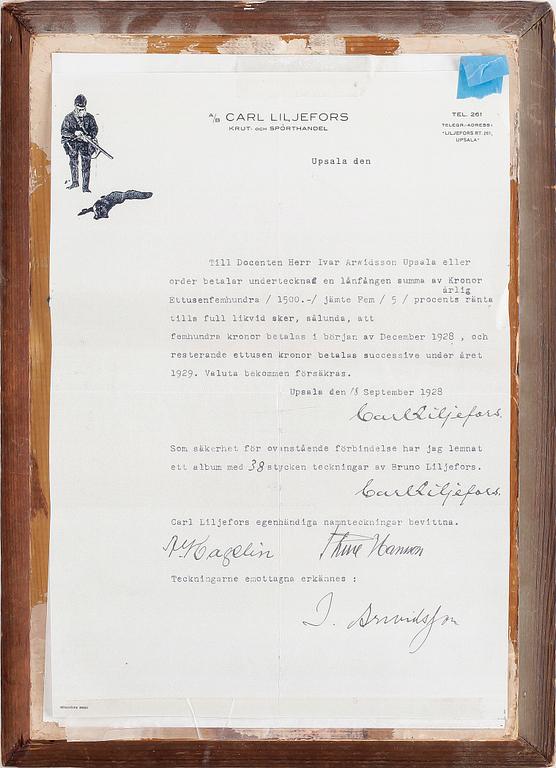 A/B CARL LILJEFORS
KRUT- OCH SPORTHANDEL
TEL. 261
TELEGR.-ADRESS:
"LILJEFORS RT. 261,
UPSALA"
Upsala den
Till Docenten Herr Ivar Arwidsson Upsala eller
order betalar undertecknad en lånfången summa av Kronor
årlig
Ettusenfemhundra / 1500.-/ jämte Fem / 5 / procents ränta
tills full likvid sker, sålunda, att
femhundra kronor betalas i början av December 1928 , och
resterande ettusen kronor betalas successive under året
1929. Valuta bekommen försäkras.
Upsala den 18 September 1928
Carl Liljefors.
Som säkerhet för ovanstående förbindelse har jag lemnat
ett album med 38 stycken teckningar av Bruno Liljefors.
Carl Liljefors.
Carl Liljefors egenhändiga namnteckningar bevittna.
Hagelin Thure Hanson
Teckningarne emottagna erkännes :
I. Arwidsson